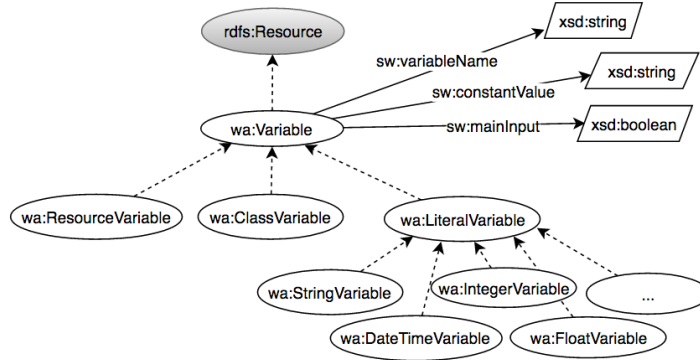 rdfs:Resource
xsd:string
sw:variableName
xsd:string
sw:constantValue
wa:Variable
sw:mainInput
xsd:boolean
wa:ResourceVariable
wa:ClassVariable
wa:LiteralVariable
wa:StringVariable
wa:IntegerVariable
...
wa:DateTimeVariable
wa:FloatVariable